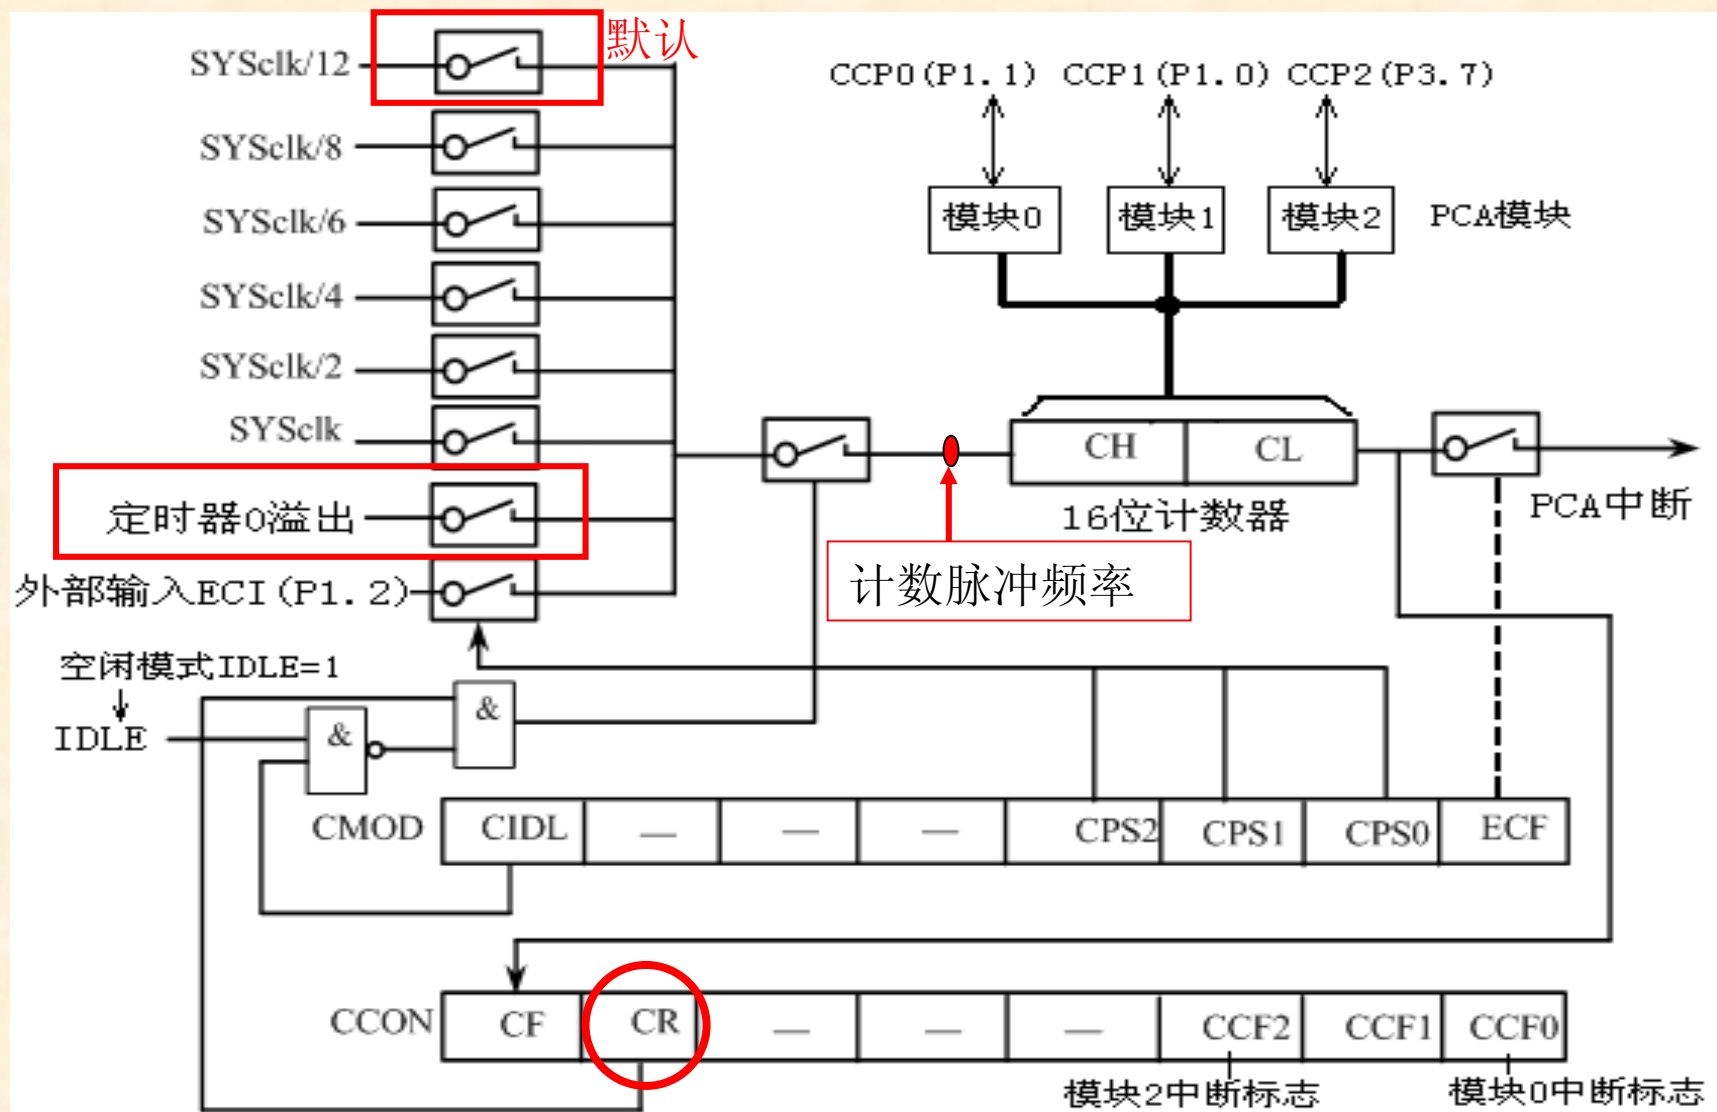 SYSclk/12
默认
SYSclk/8
SYSclk/6
SYSclk/4
SYSclk/2
SYSclk
定时器0溢出
外部输入ECI(P1.2)
CCP0(P1.1) CCP1(P1.0) CCP2(P3.7)
模块0 模块1 模块2 PCA模块
CH CL
16位计数器
PCA中断
计数脉冲频率
空闲模式IDLE=1
IDLE & &
CMOD CIDL — — — CPS2 CPS1 CPS0 ECF
CCON CF CR — — — CCF2 CCF1 CCF0
模块2中断标志 模块0中断标志